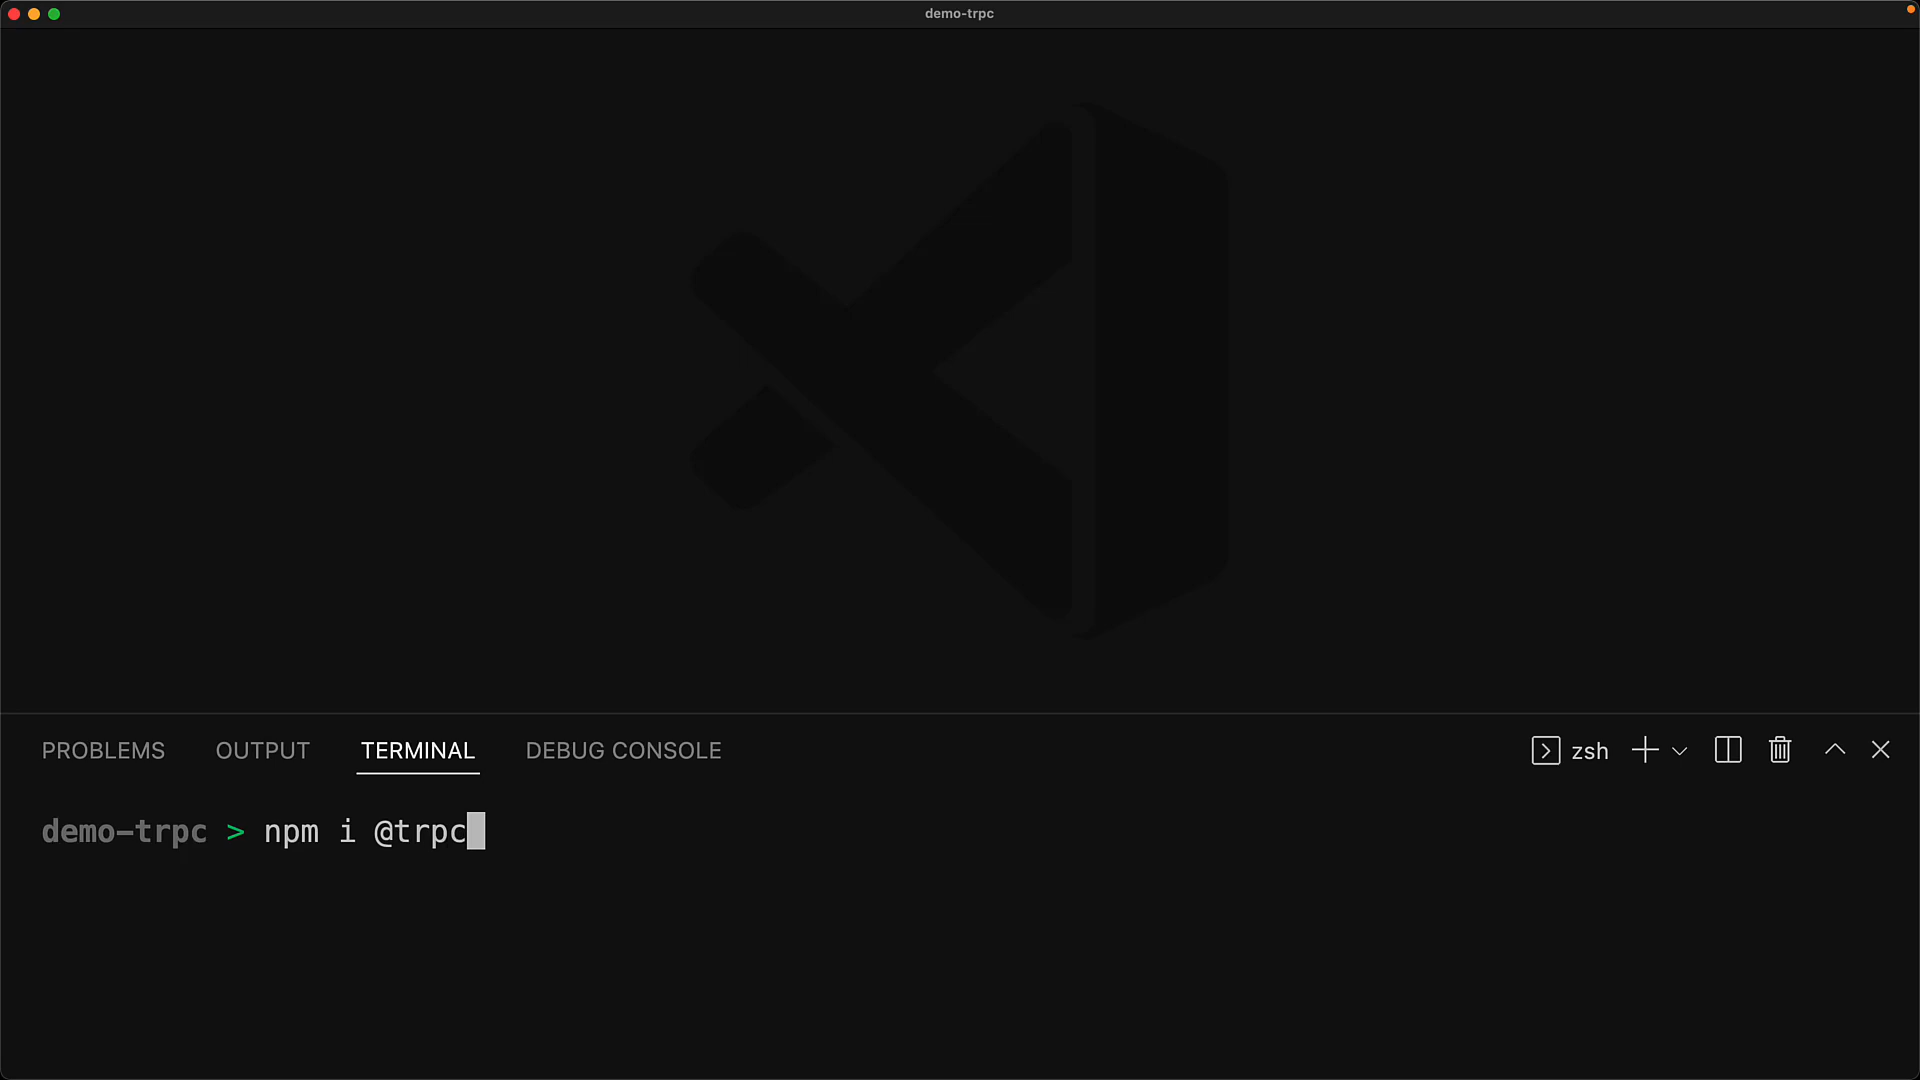 demo-trpc
PROBLEMS OUTPUT TERMINAL DEBUG CONSOLE zsh
demo-trpc > npm i @trpc